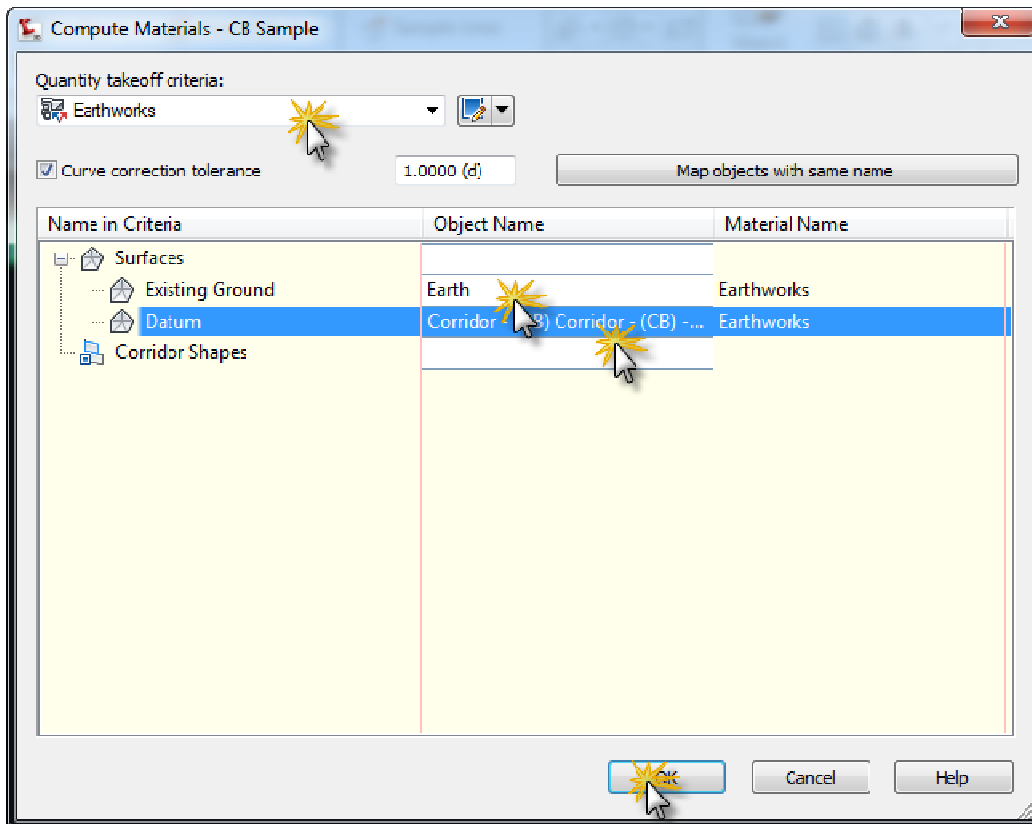 Compute Materials - CB Sample
Quantity takeoff criteria:
Earthworks
Curve correction tolerance 1.0000 (d) Map objects with same name
Name in Criteria Object Name Material Name
Surfaces
Existing Ground Earth Earthworks
Datum Corridor B) Corridor - (CB) -... Earthworks
Corridor Shapes
Cancel Help